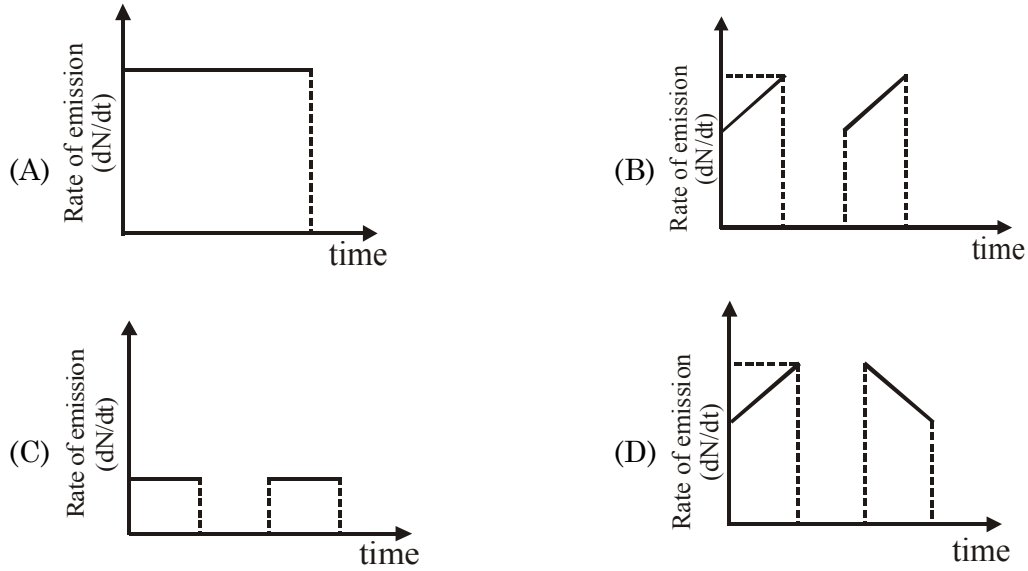 (A)
Rate of emission
(dN/dt)
time
(B)
Rate of emission
(dN/dt)
time
(C)
Rate of emission
(dN/dt)
time
(D)
Rate of emission
(dN/dt)
time